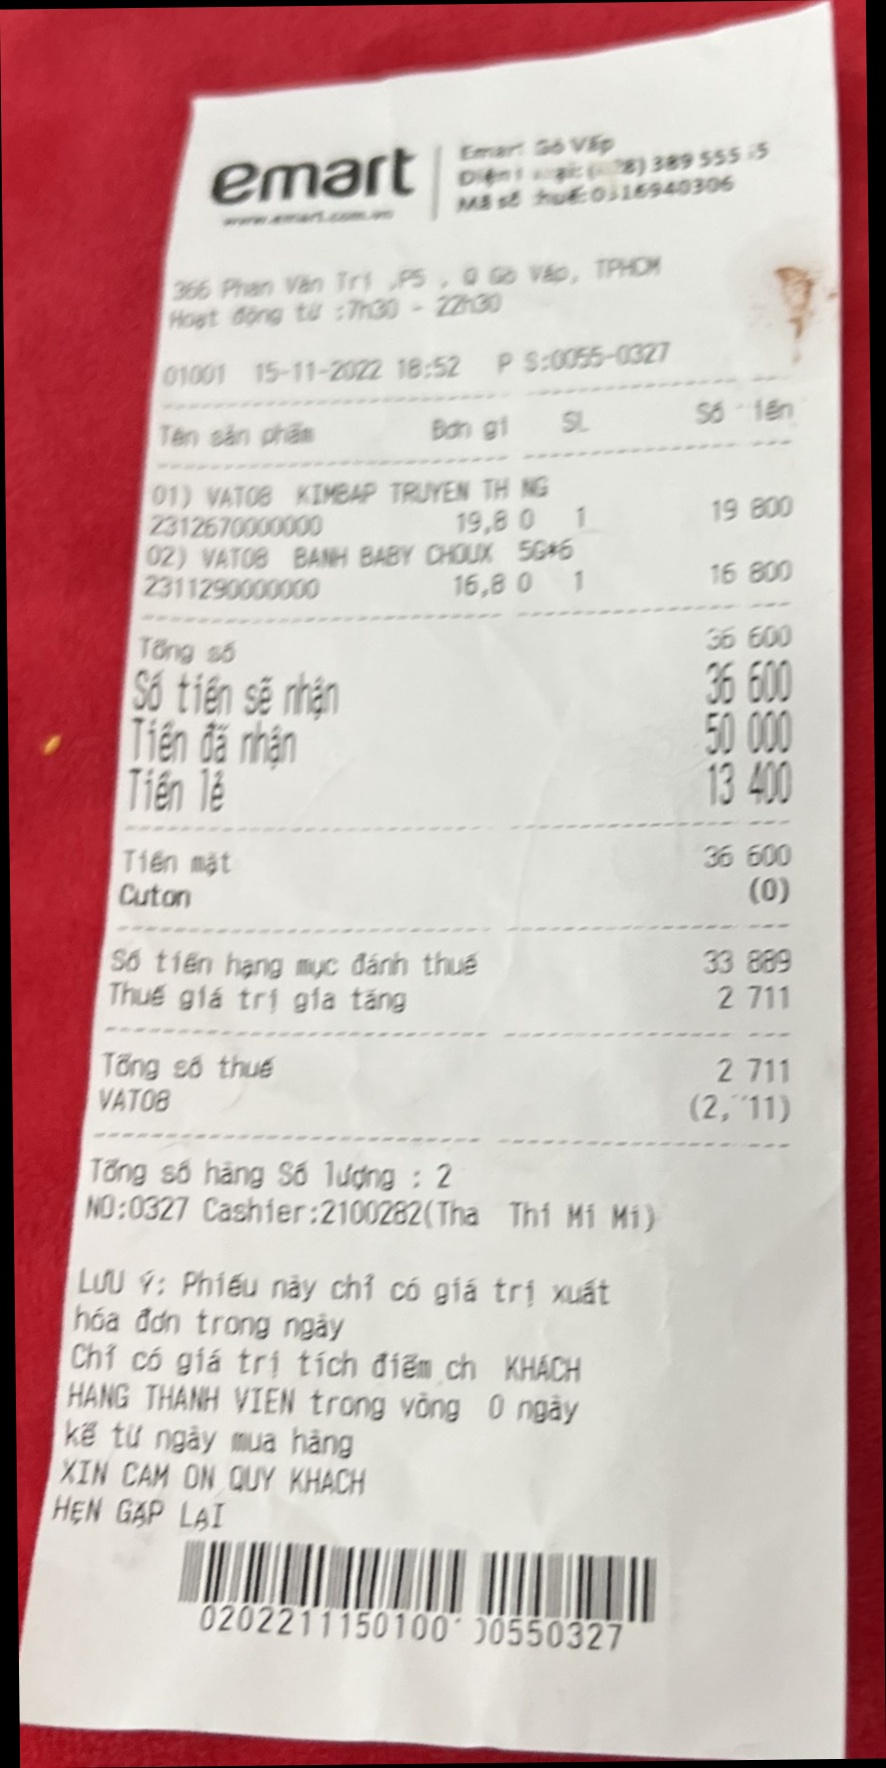 emart
www.emart.com.vn
Emart Gò Vấp
Điện 8) 389 555 5
Mã số thuế:0316940306
366 Phan Văn Trị ,P5 , Q Gò Vấp, TPHCM
Hoạt động từ :7h30 - 22h30
01001 15-11-2022 18:52 P S:0055-0327
Tên sản phẩm Đơn gi SL Số iền
01) VAT08 KIMBAP TRUYEN TH NG
2312670000000 19,8 0 1 19 800
02) VAT08 BANH BABY CHOUX 5G*6
2311290000000 16,8 0 1 16 800
Tổng số 36 600
Số tiền sẽ nhận 36 600
Tiền đã nhận 50 000
Tiền lẻ 13 400
Tiền mặt 36 600
Cuton (0)
Số tiền hạng mục đánh thuế 33 889
Thuế giá trị gia tăng 2 711
Tổng số thuế 2 711
VAT08 (2, 11)
Tổng số hàng Số lượng : 2
NO:0327 Cashier:2100282(Tha Thi Mi Mi)
LƯU Ý: Phiếu này chỉ có giá trị xuất
hóa đơn trong ngày
Chỉ có giá trị tích điểm ch KHÁCH
HANG THANH VIEN trong vòng 0 ngày
kể từ ngày mua hàng
XIN CAM ON QUY KHACH
HẸN GẶP LẠI
0202211150100 00550327